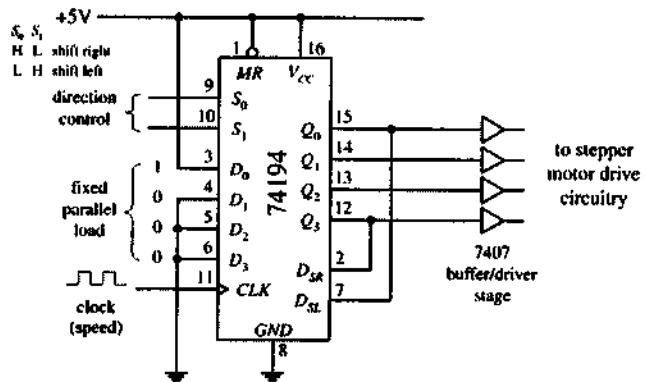 +5V
S0 S1
H L shift right
L H shift left
1
MR
16
VCC
9
S0
direction
control
10
S1
15
Q0
14
Q1
13
Q2
12
Q3
to stepper
motor drive
circuitry
1
3
D0
fixed
parallel
load
0
4
D1
0
5
D2
0
6
D3
74194
2
DSR
7
DSL
7407
buffer/driver
stage
11
CLK
clock
(speed)
GND
8